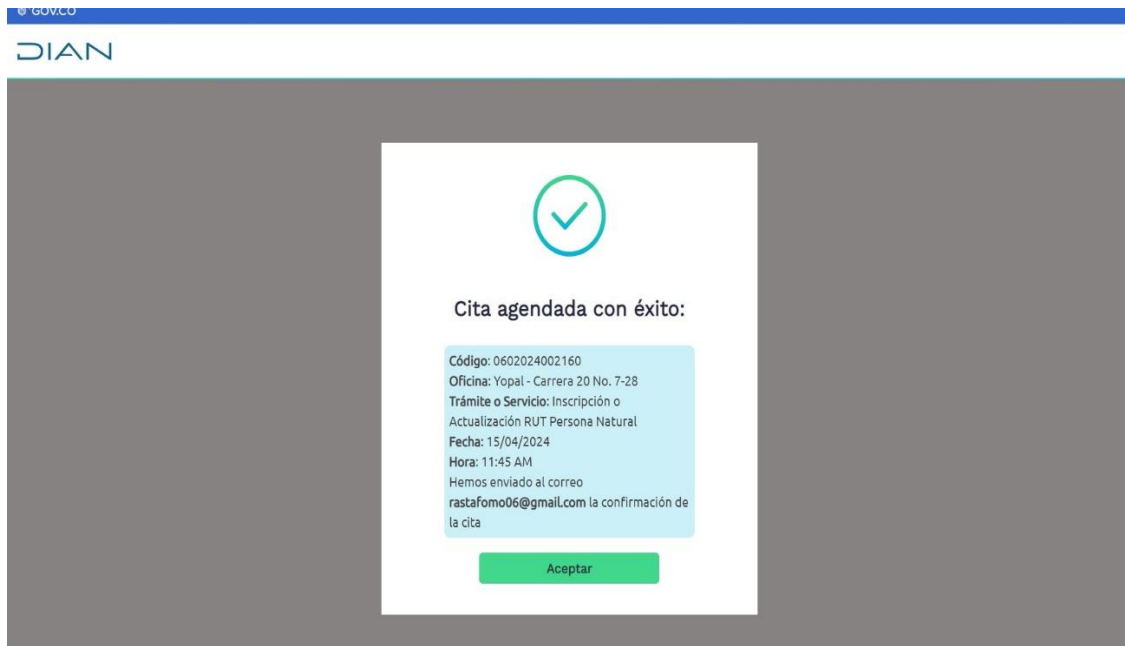 GOV.CO
DIAN
Cita agendada con éxito:
Código: 0602024002160
Oficina: Yopal - Carrera 20 No. 7-28
Trámite o Servicio: Inscripción o
Actualización RUT Persona Natural
Fecha: 15/04/2024
Hora: 11:45 AM
Hemos enviado al correo
rastafomo06@gmail.com la confirmación de
la cita
Aceptar